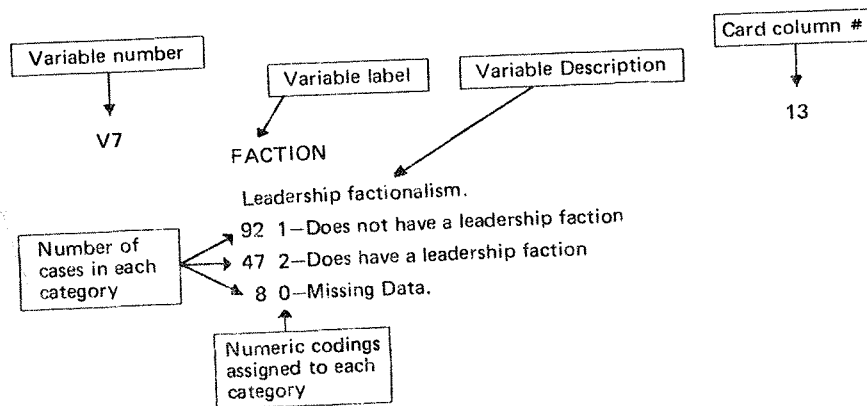 Card column #
Variable number
Variable label
Variable Description
V7
13
FACTION
Leadership factionalism.
92 1—Does not have a leadership faction
47 2—Does have a leadership faction
8 0—Missing Data.
Number of
cases in each
category
Numeric codings
assigned to each
category